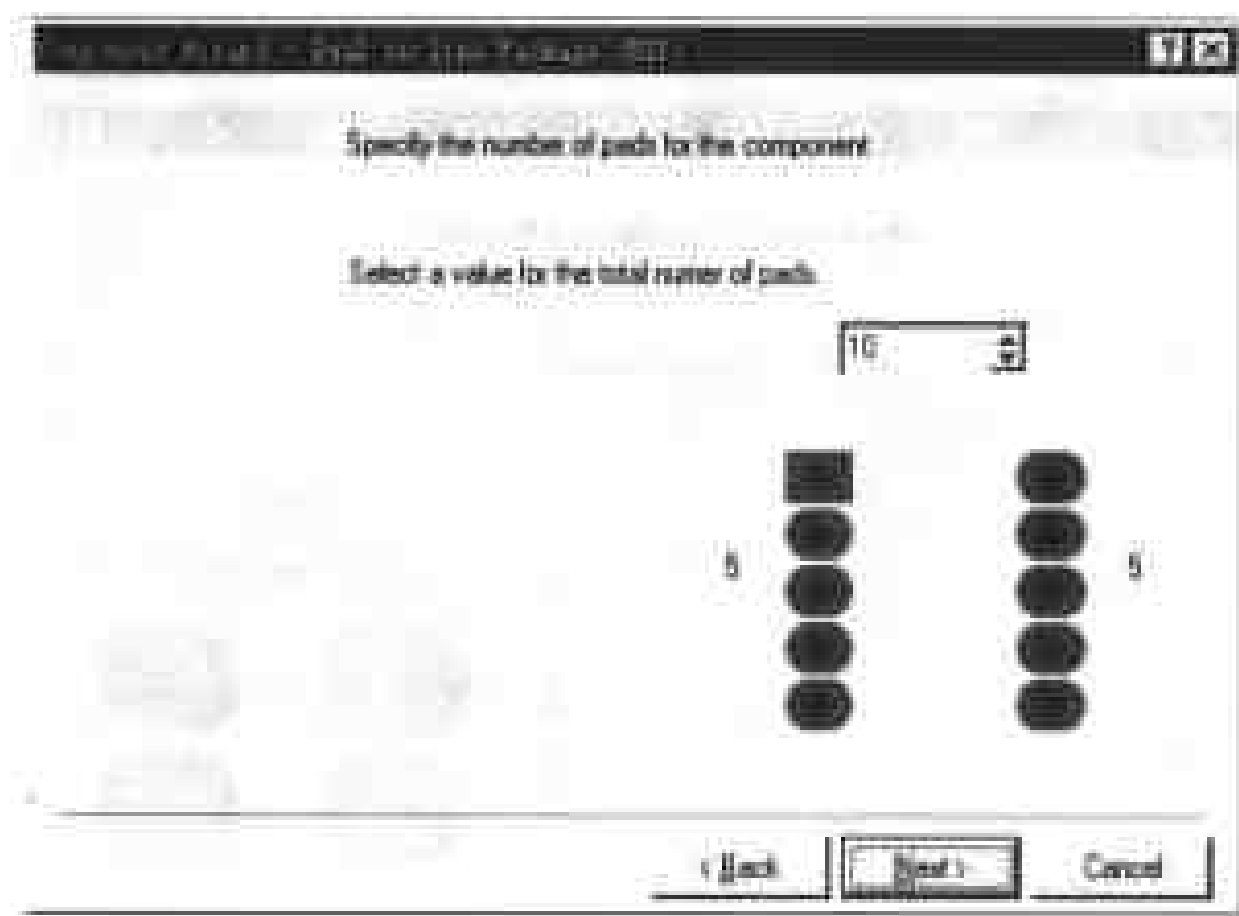 Specify the number of pads for the component
Select a value for the total numer of pads
10
5 5
< Back Next > Cancel